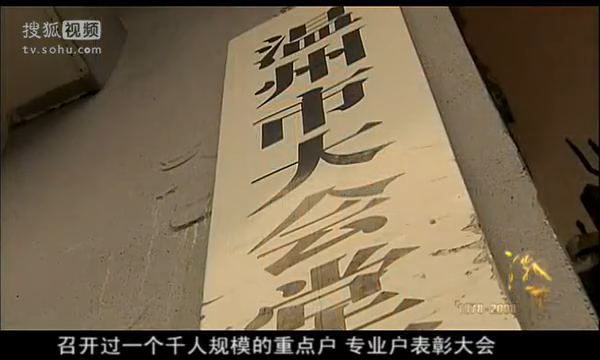 搜狐视频
tv.sohu.com
温州市大会堂
1978-2008
召开过一个千人规模的重点户 专业户表彰大会